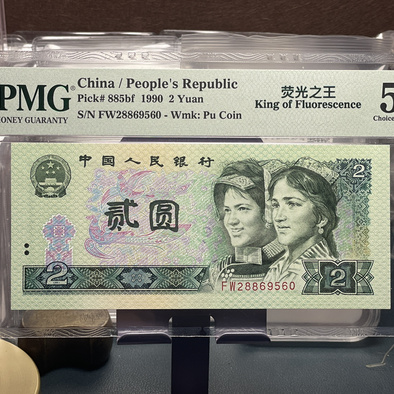 PMG®
MONEY GUARANTY
China / People's Republic
Pick# 885bf 1990 2 Yuan
S/N FW28869560 - Wmk: Pu Coin
荧光之王
King of Fluorescence
5
Choice
中国人民银行
2
贰圆
FW28869560
2
2